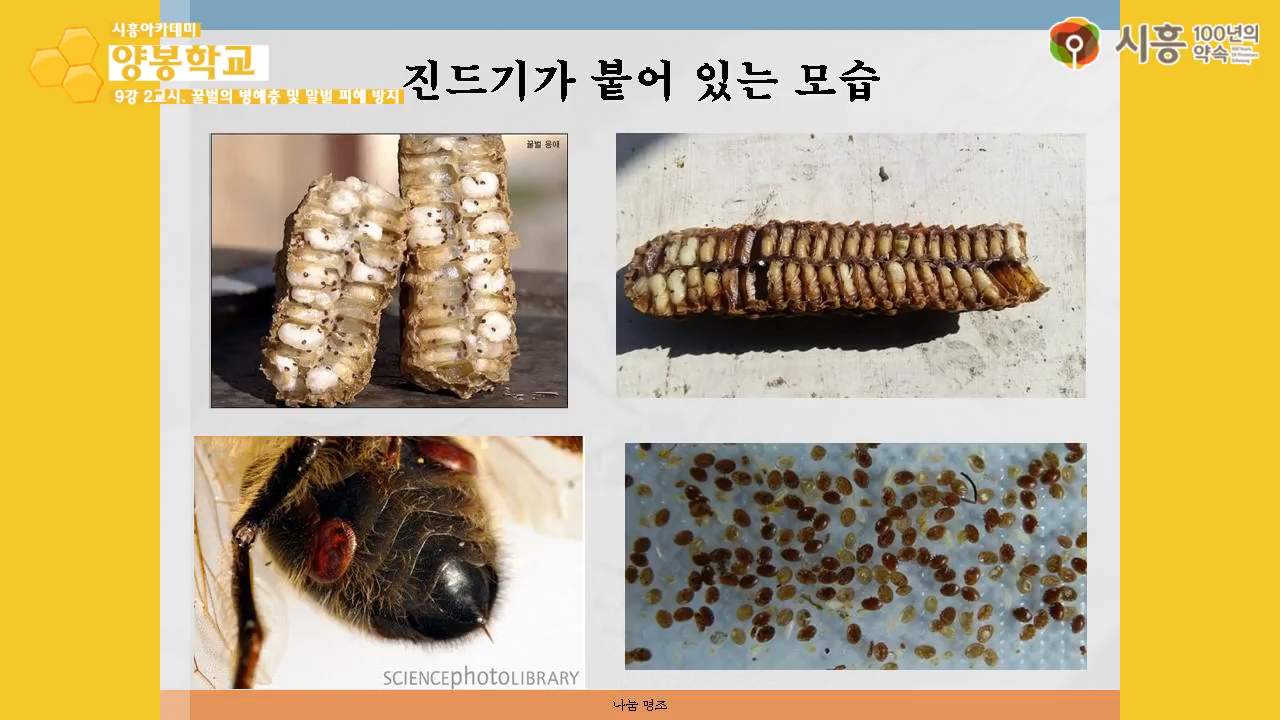 시흥아카데미
양봉학교
9강 2교시. 꿀벌의 병해충 및 말벌 피해 방지
시흥 100년의
약속
진드기가 붙어 있는 모습
꿀벌 응애
SCIENCEphotoLIBRARY
나눔 명조